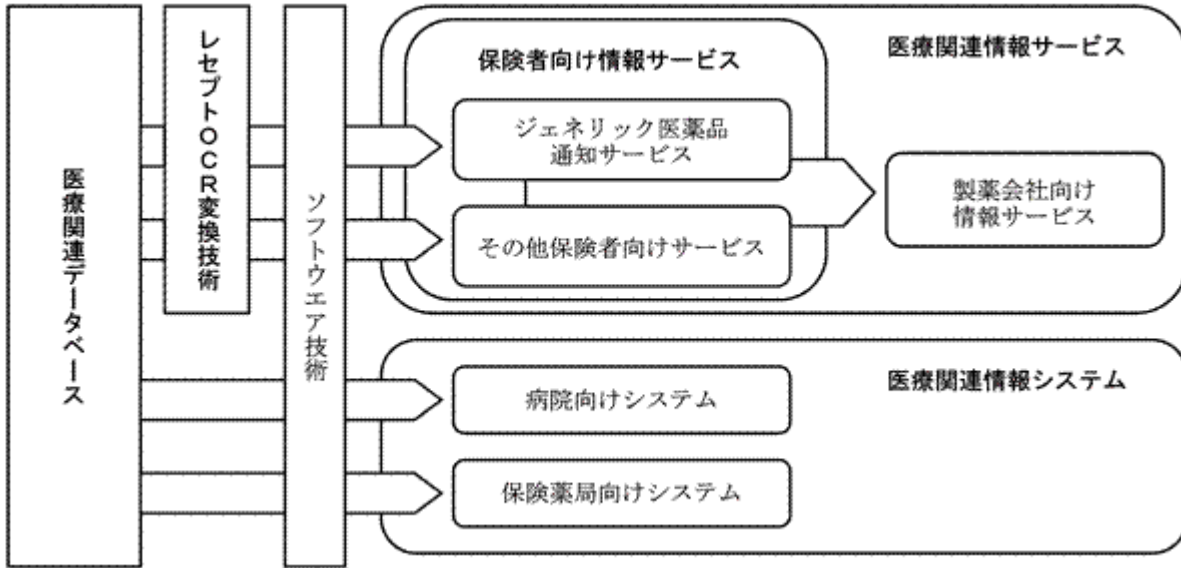 医療関連データベース
レセプトOCR変換技術
ソフトウエア技術
医療関連情報サービス
保険者向け情報サービス
ジェネリック医薬品
通知サービス
その他保険者向けサービス
製薬会社向け
情報サービス
医療関連情報システム
病院向けシステム
保険薬局向けシステム